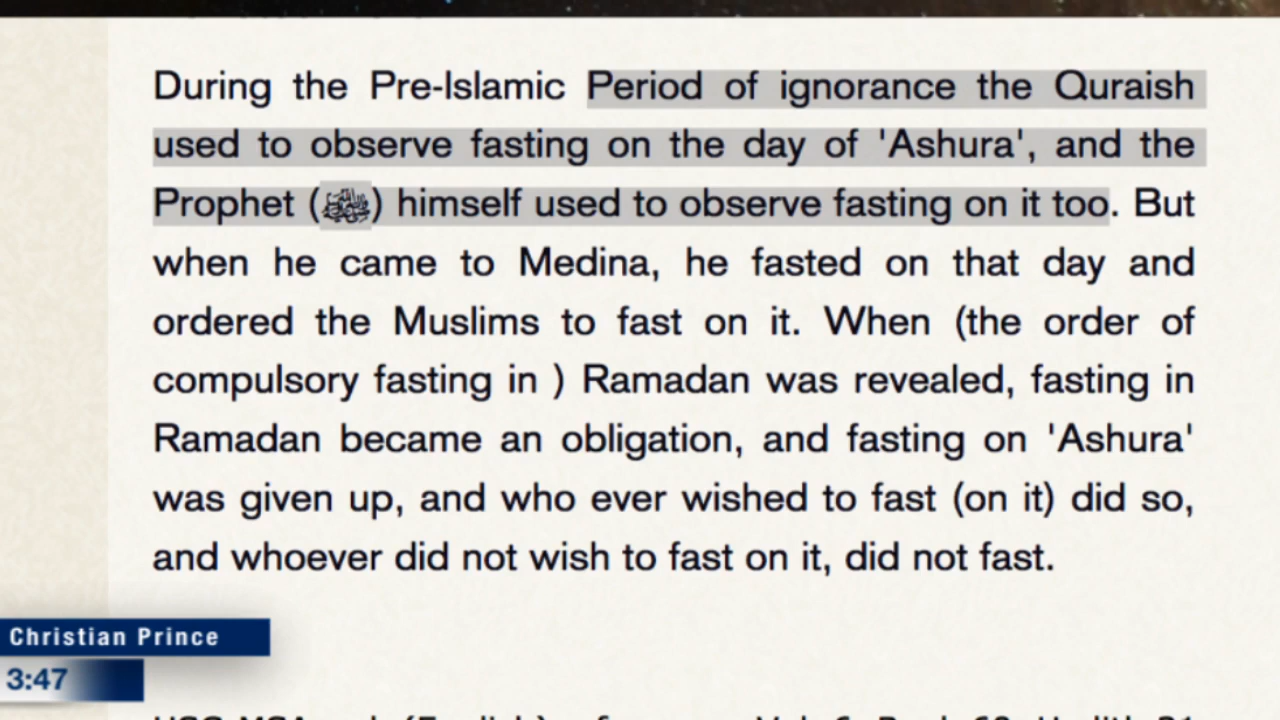 During the Pre-Islamic Period of ignorance the Quraish
used to observe fasting on the day of 'Ashura', and the
Prophet (ﷺ) himself used to observe fasting on it too. But
when he came to Medina, he fasted on that day and
ordered the Muslims to fast on it. When (the order of
compulsory fasting in ) Ramadan was revealed, fasting in
Ramadan became an obligation, and fasting on 'Ashura'
was given up, and who ever wished to fast (on it) did so,
and whoever did not wish to fast on it, did not fast.
Christian Prince
3:47